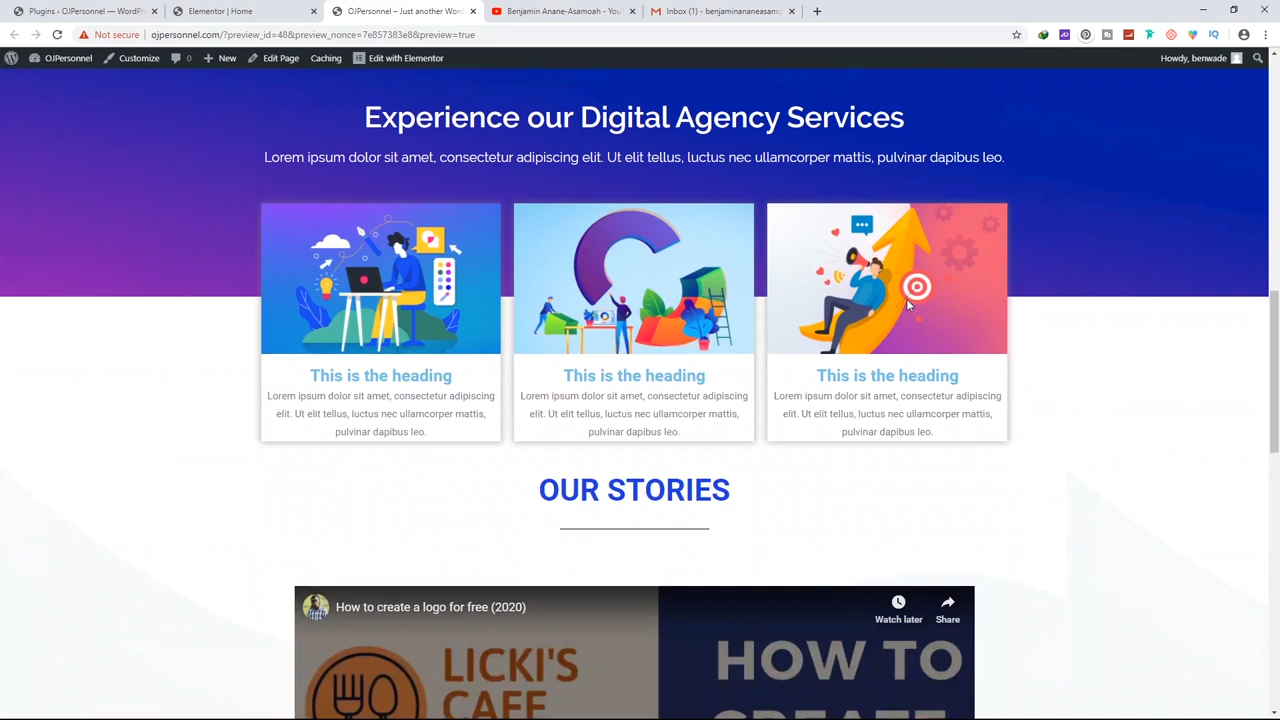 Plugins ‹ OJPersonnel — WordPr
Elementor | Home
OJPersonnel – Just another Wor
Benjamin Anane-Asamoah - YouT
Inbox (1) - benjaminananeasamo
Not secure
ojpersonnel.com/?preview_id=48&preview_nonce=7e857383e8&preview=true
OJPersonnel
Customize
0
New
Edit Page
Caching
Edit with Elementor
Howdy, benwade
Experience our Digital Agency Services
Lorem ipsum dolor sit amet, consectetur adipiscing elit. Ut elit tellus, luctus nec ullamcorper mattis, pulvinar dapibus leo.
This is the heading
Lorem ipsum dolor sit amet, consectetur adipiscing
elit. Ut elit tellus, luctus nec ullamcorper mattis,
pulvinar dapibus leo.
This is the heading
Lorem ipsum dolor sit amet, consectetur adipiscing
elit. Ut elit tellus, luctus nec ullamcorper mattis,
pulvinar dapibus leo.
This is the heading
Lorem ipsum dolor sit amet, consectetur adipiscing
elit. Ut elit tellus, luctus nec ullamcorper mattis,
pulvinar dapibus leo.
OUR STORIES
How to create a logo for free (2020)
Watch later
Share
LICKI'S
CAFE
HOW TO
CREATE